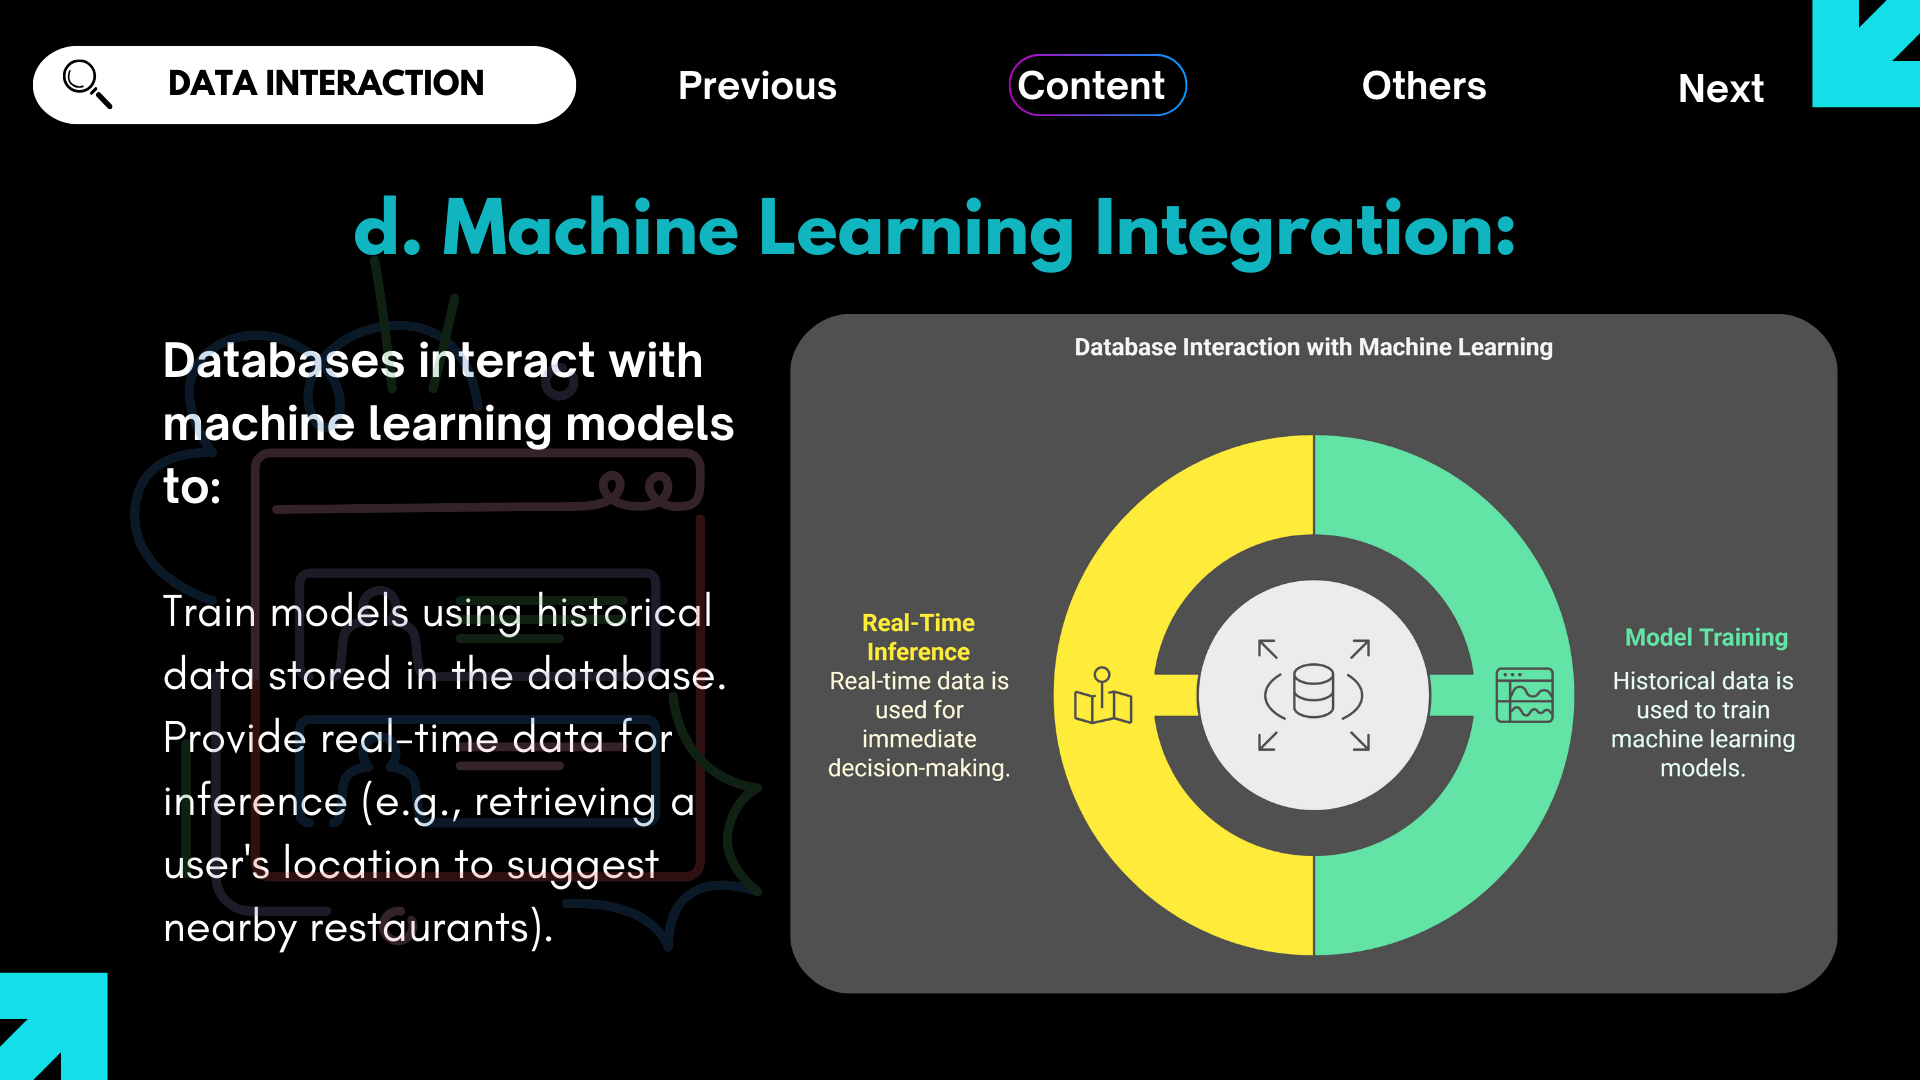 DATA INTERACTION
Previous
Content
Others
Next
d. Machine Learning Integration:
Databases interact with
machine learning models
to:
Train models using historical
data stored in the database.
Provide real-time data for
inference (e.g., retrieving a
user's location to suggest
nearby restaurants).
Database Interaction with Machine Learning
Real-Time
Inference
Real-time data is
used for
immediate
decision-making.
Model Training
Historical data is
used to train
machine learning
models.